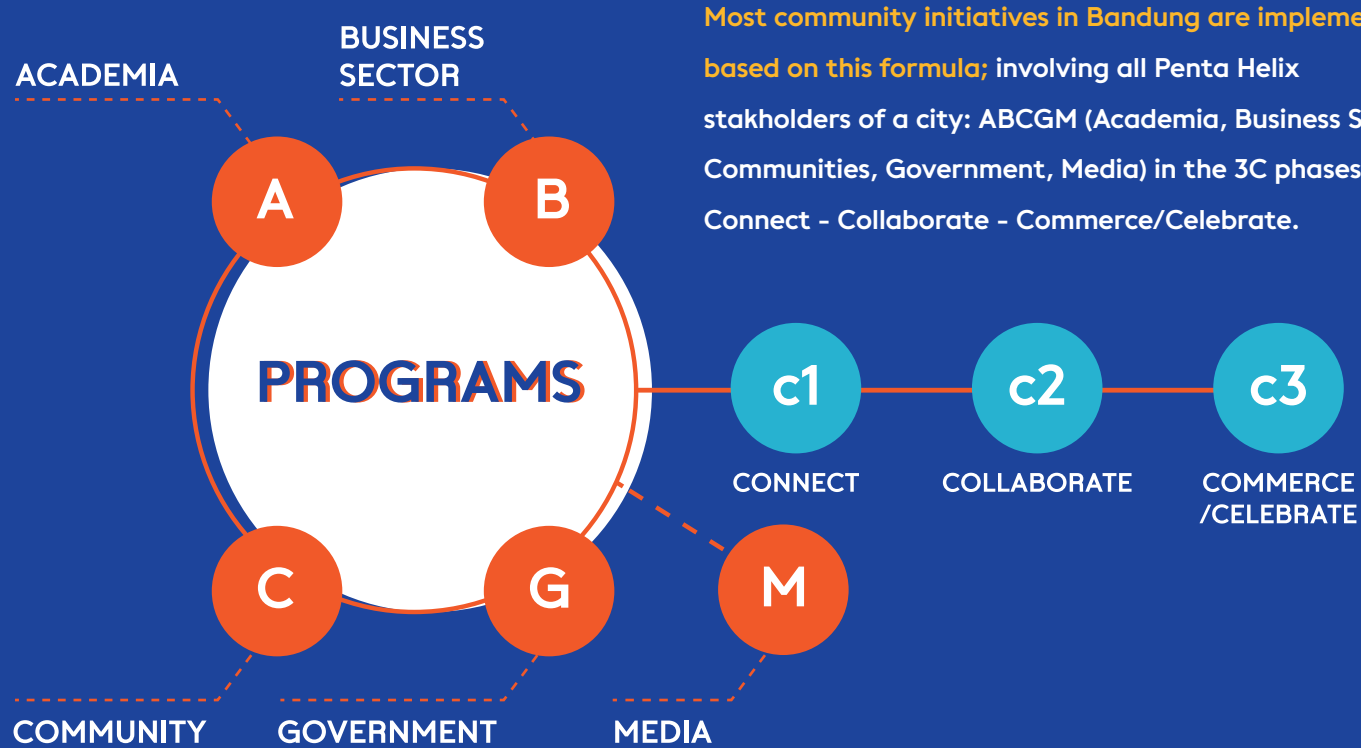 Most community initiatives in Bandung are impleme
based on this formula; involving all Penta Helix
stakholders of a city: ABCGM (Academia, Business S
Communities, Government, Media) in the 3C phases
Connect - Collaborate - Commerce/Celebrate.
ACADEMIA
BUSINESS
SECTOR
A
B
PROGRAMS
c1
c2
c3
CONNECT
COLLABORATE
COMMERCE
/CELEBRATE
C
G
M
COMMUNITY
GOVERNMENT
MEDIA